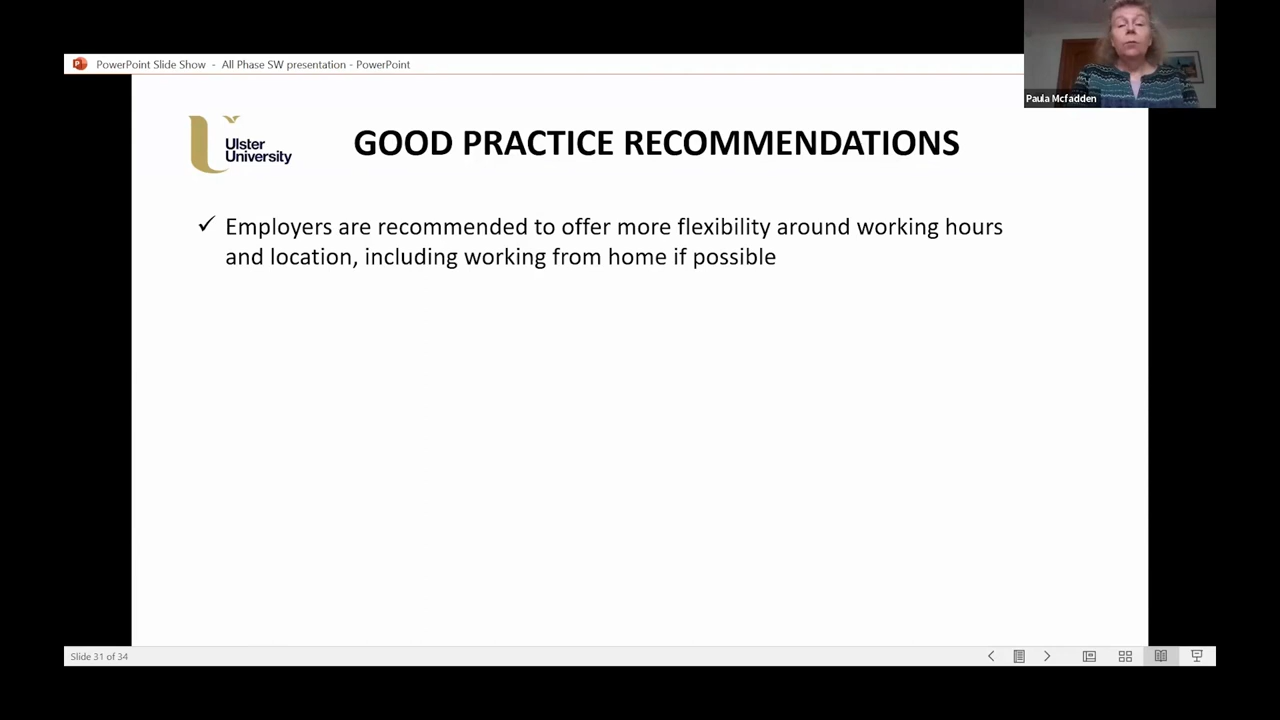 PowerPoint Slide Show - All Phase SW presentation - PowerPoint
Paula Mcfadden
Ulster
University
GOOD PRACTICE RECOMMENDATIONS
✓ Employers are recommended to offer more flexibility around working hours
and location, including working from home if possible
Slide 31 of 34